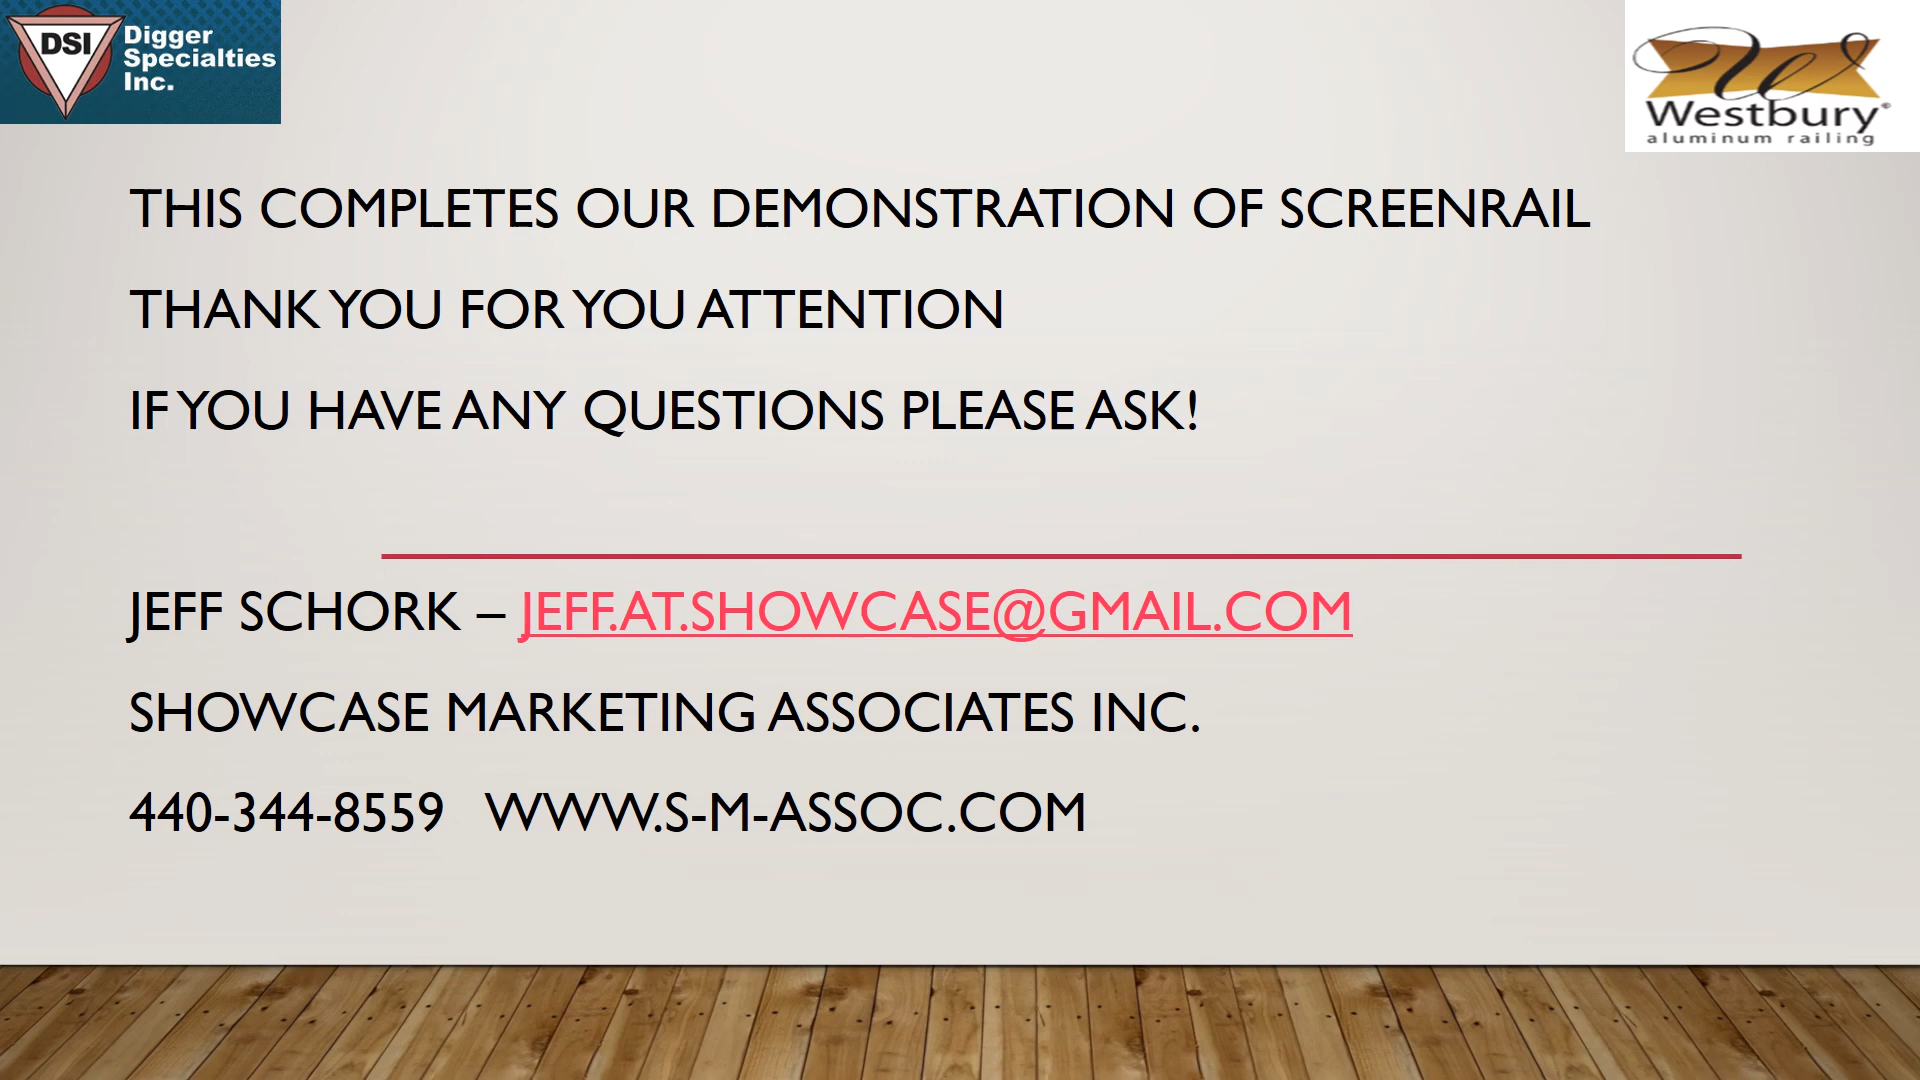 DSI
Digger
Specialties
Inc.
W
Westbury®
aluminum railing
THIS COMPLETES OUR DEMONSTRATION OF SCREENRAIL
THANK YOU FOR YOU ATTENTION
IF YOU HAVE ANY QUESTIONS PLEASE ASK!
JEFF SCHORK – JEFF.AT.SHOWCASE@GMAIL.COM
SHOWCASE MARKETING ASSOCIATES INC.
440-344-8559 WWW.S-M-ASSOC.COM